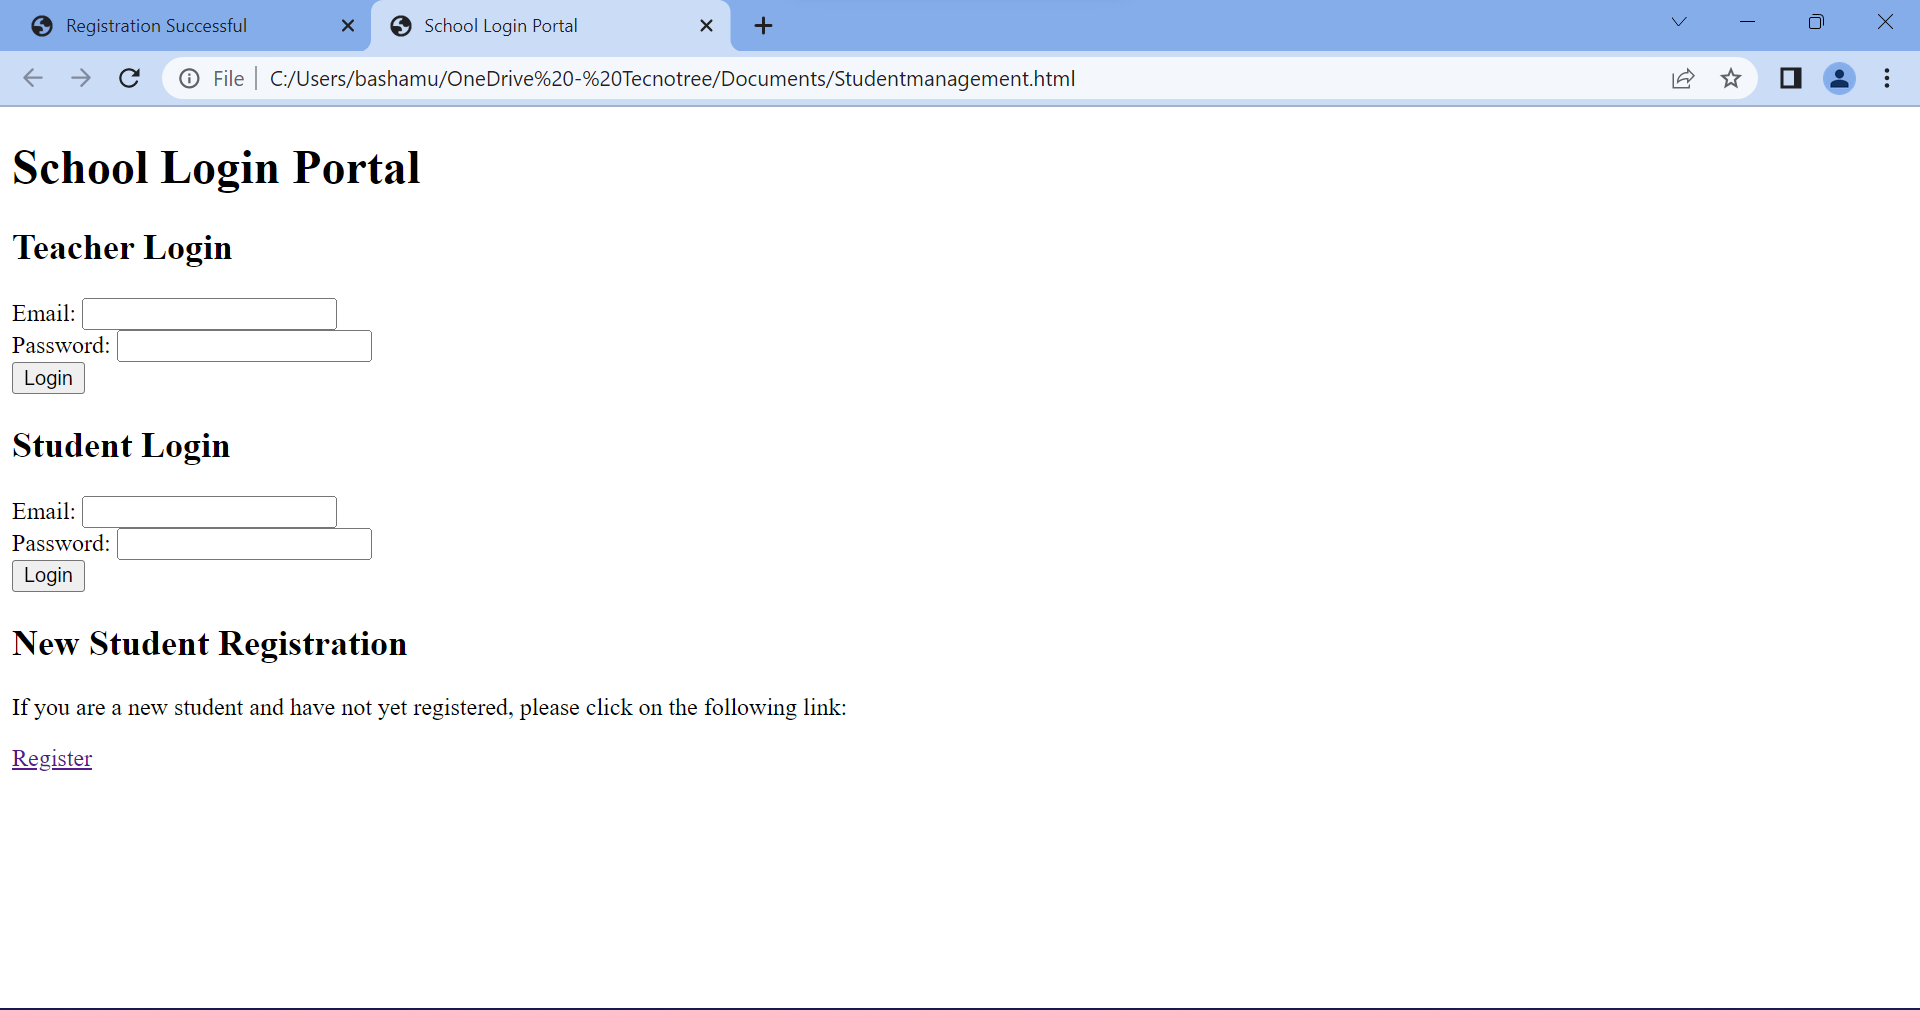 Registration Successful
School Login Portal
File
C:/Users/bashamu/OneDrive%20-%20Tecnotree/Documents/Studentmanagement.html
School Login Portal
Teacher Login
Email:
Password:
Login
Student Login
Email:
Password:
Login
New Student Registration
If you are a new student and have not yet registered, please click on the following link:
Register